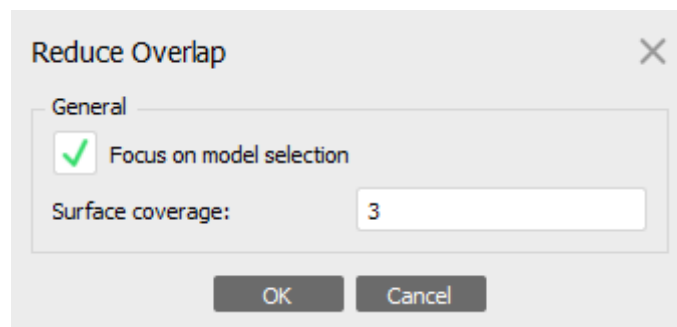 Reduce Overlap
General
Focus on model selection
Surface coverage: 3
OK Cancel